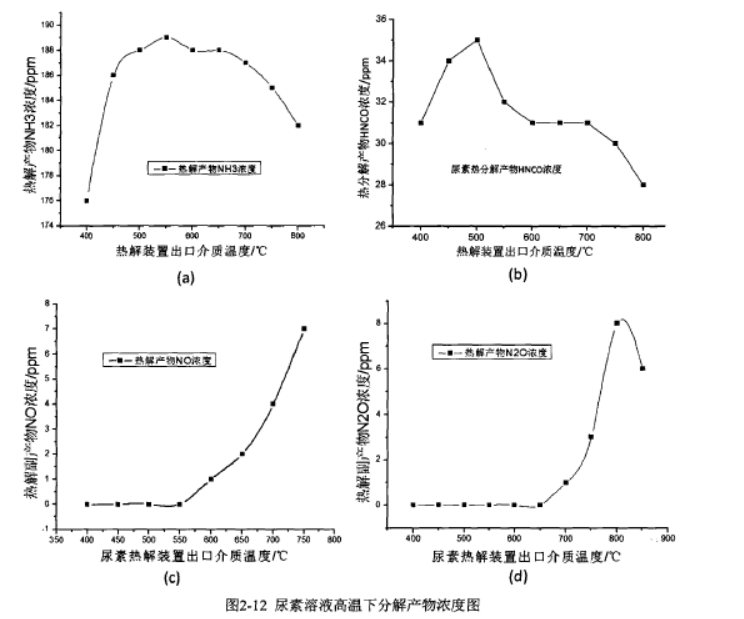 190
188
186
184
182
180
178
176
174
热解产物NH3浓度/ppm
热解产物NH3浓度
400 500 600 700 800
热解装置出口介质温度/℃
(a)
36
34
32
30
28
26
热分解产物HNCO浓度/ppm
尿素热分解产物HNCO浓度
400 500 600 700 800
热解装置出口介质温度/℃
(b)
8
7
6
5
4
3
2
1
0
-1
热解副产物NO浓度/ppm
热解产物NO浓度
350 400 450 500 550 600 650 700 750 800
尿素热解装置出口介质温度/℃
(c)
8
6
4
2
0
热解副产物N2O浓度/ppm
热解产物N2O浓度
400 500 600 700 800 900
尿素热解装置出口介质温度/℃
(d)
图2-12 尿素溶液高温下分解产物浓度图